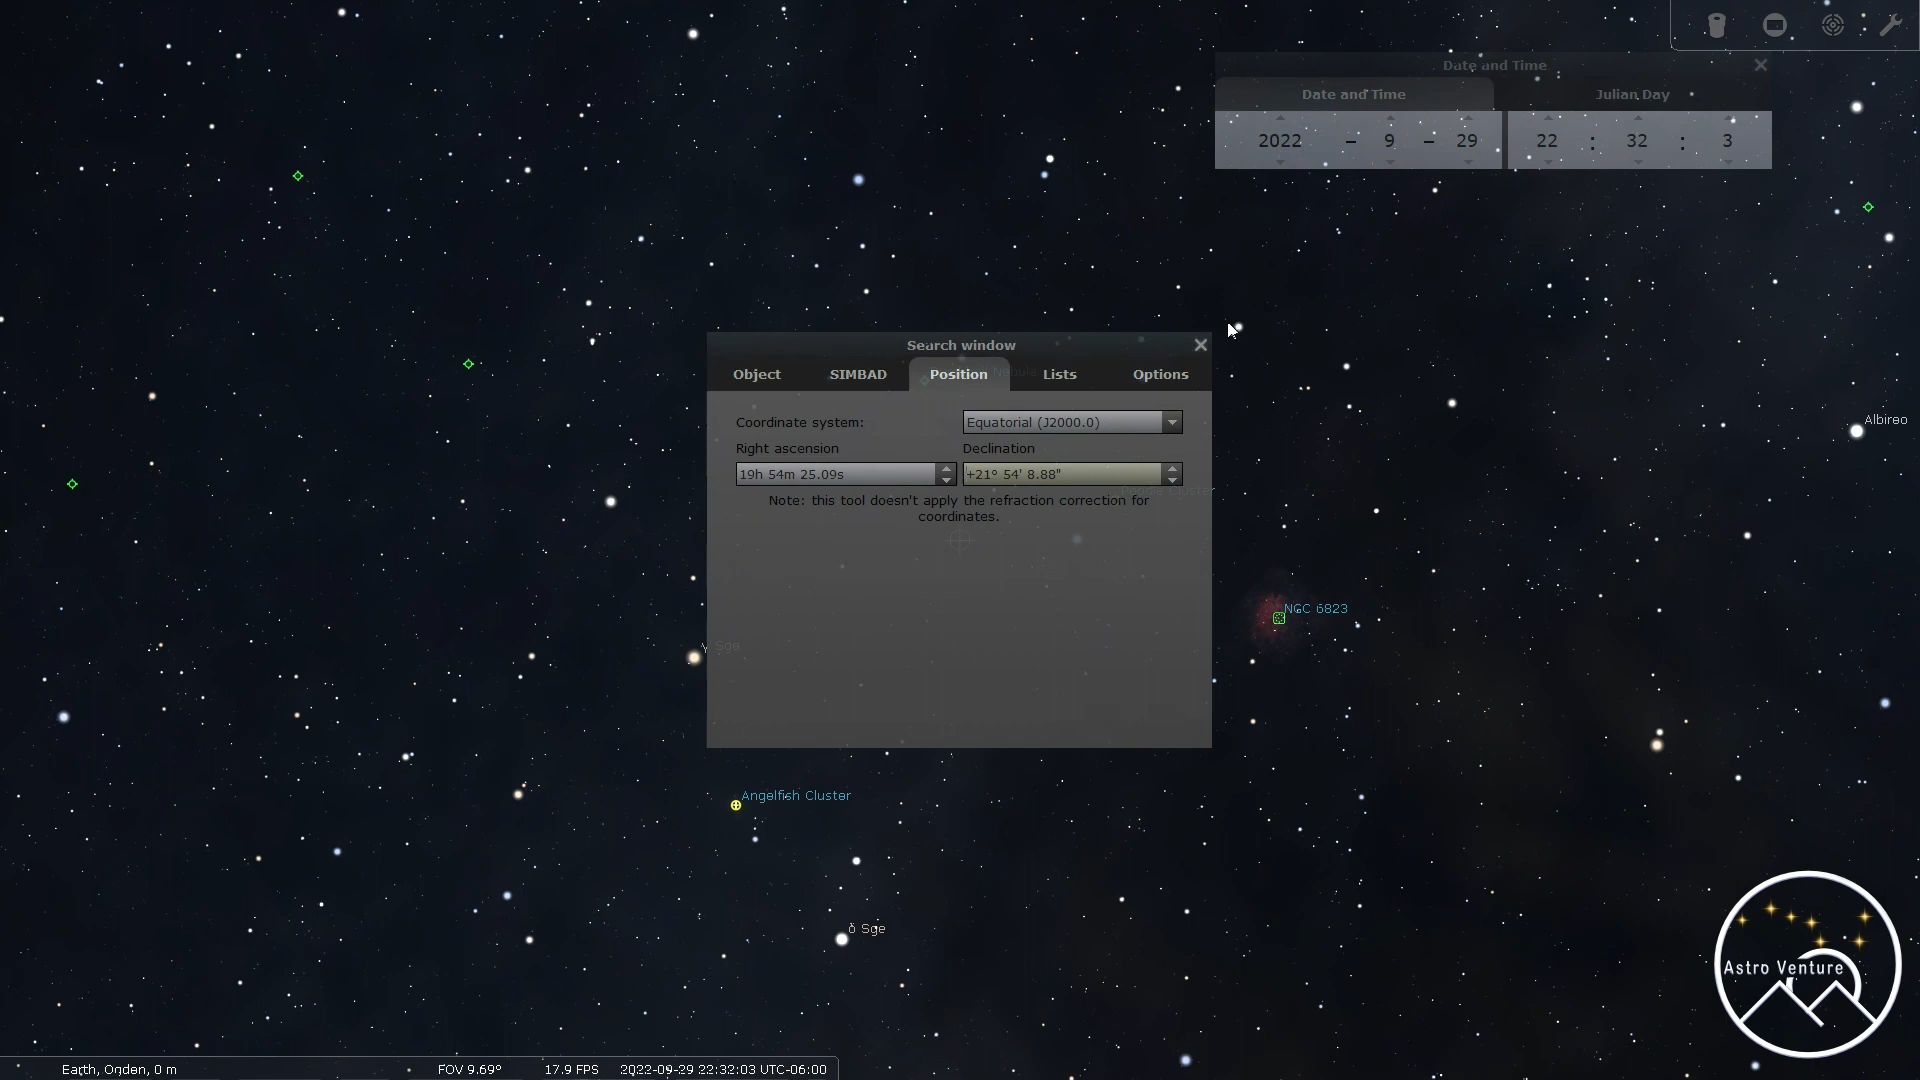 Date and Time
Date and Time
Julian Day
2022 - 9 - 29
22 : 32 : 3
Search window
Object
SIMBAD
Position
Lists
Options
Coordinate system:
Equatorial (J2000.0)
Right ascension
Declination
19h 54m 25.09s
+21° 54' 8.88"
Note: this tool doesn't apply the refraction correction for
coordinates.
Albireo
Nebula
Cluster
NGC 6823
γ Sge
Angelfish Cluster
δ Sge
Astro Venture
Earth, Ogden, 0 m
FOV 9.69°
17.9 FPS
2022-09-29 22:32:03 UTC-06:00